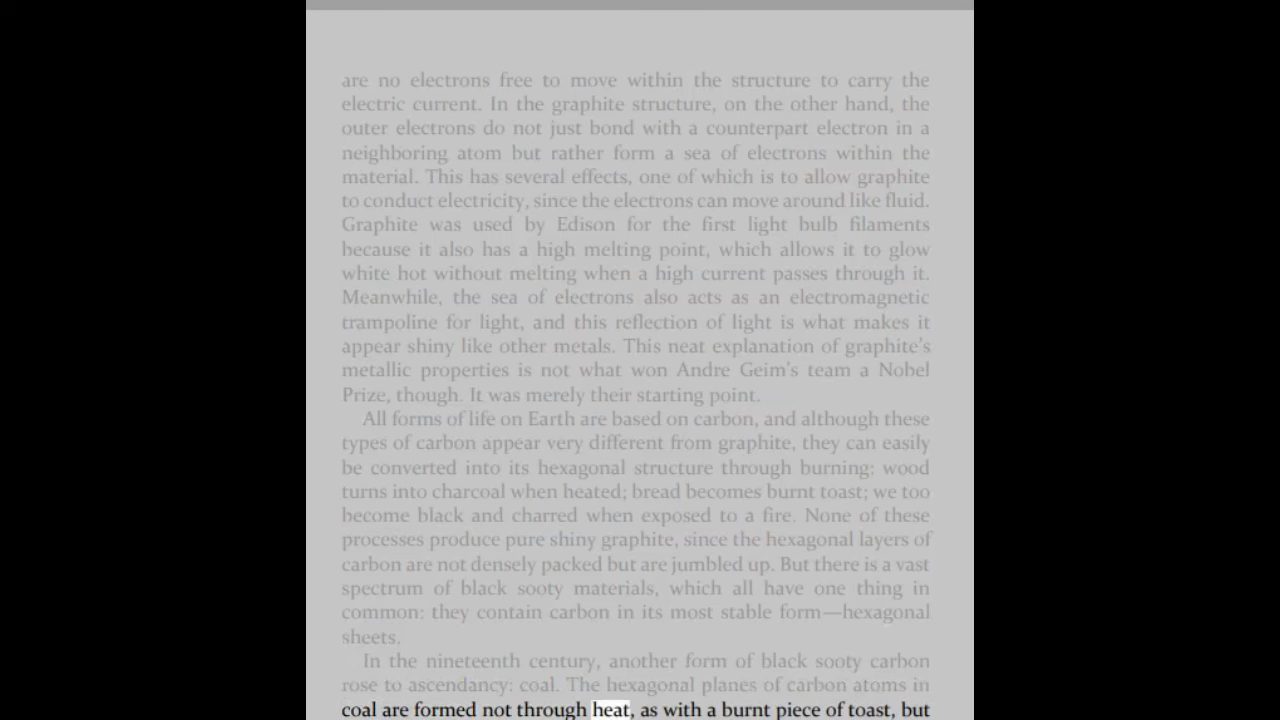 are no electrons free to move within the structure to carry the
electric current. In the graphite structure, on the other hand, the
outer electrons do not just bond with a counterpart electron in a
neighboring atom but rather form a sea of electrons within the
material. This has several effects, one of which is to allow graphite
to conduct electricity, since the electrons can move around like fluid.
Graphite was used by Edison for the first light bulb filaments
because it also has a high melting point, which allows it to glow
white hot without melting when a high current passes through it.
Meanwhile, the sea of electrons also acts as an electromagnetic
trampoline for light, and this reflection of light is what makes it
appear shiny like other metals. This neat explanation of graphite's
metallic properties is not what won Andre Geim's team a Nobel
Prize, though. It was merely their starting point.
All forms of life on Earth are based on carbon, and although these
types of carbon appear very different from graphite, they can easily
be converted into its hexagonal structure through burning: wood
turns into charcoal when heated; bread becomes burnt toast; we too
become black and charred when exposed to a fire. None of these
processes produce pure shiny graphite, since the hexagonal layers of
carbon are not densely packed but are jumbled up. But there is a vast
spectrum of black sooty materials, which all have one thing in
common: they contain carbon in its most stable form—hexagonal
sheets.
In the nineteenth century, another form of black sooty carbon
rose to ascendancy: coal. The hexagonal planes of carbon atoms in
coal are formed not through heat, as with a burnt piece of toast, but